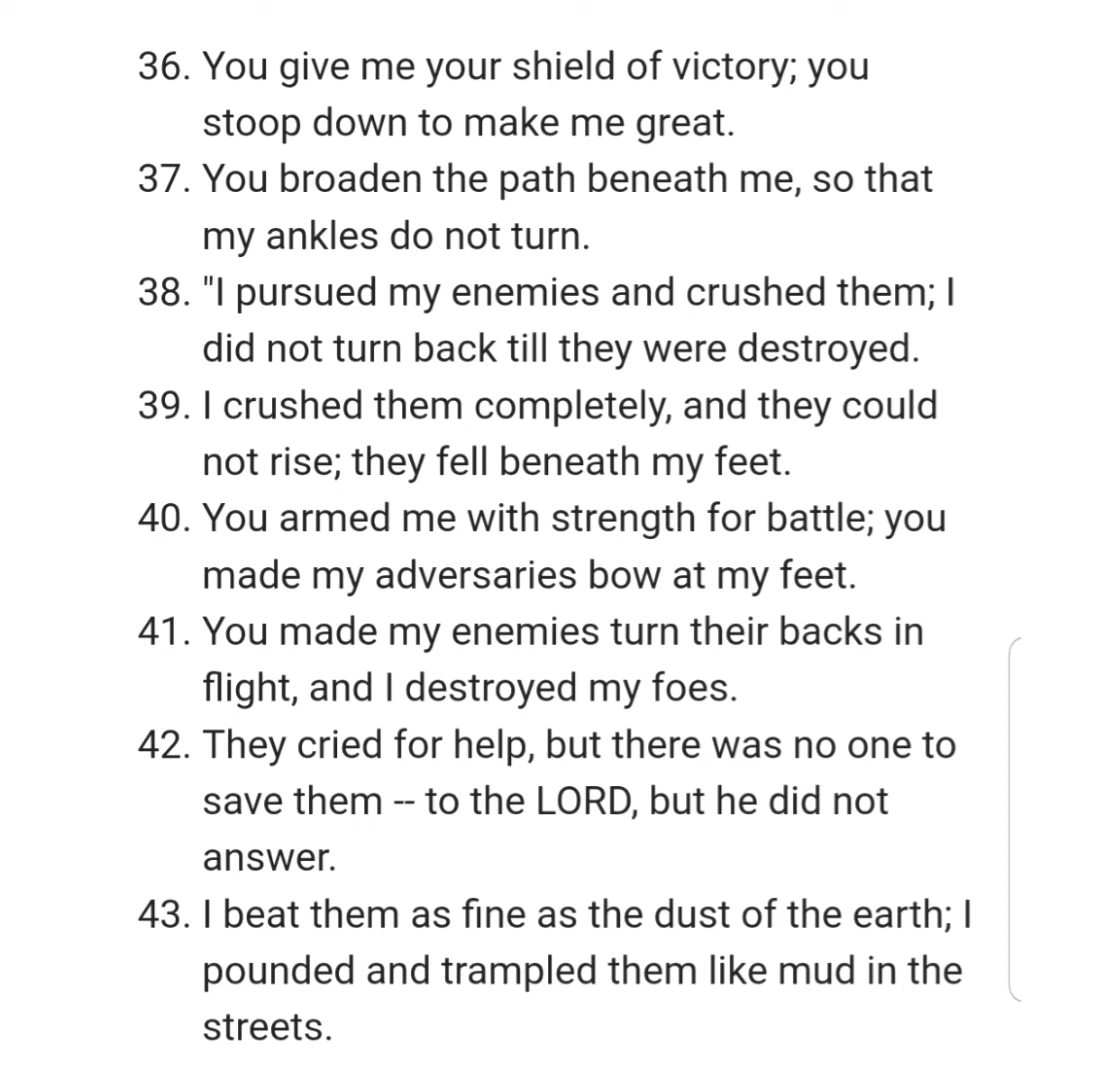 36. You give me your shield of victory; you
stoop down to make me great.
37. You broaden the path beneath me, so that
my ankles do not turn.
38. "I pursued my enemies and crushed them; I
did not turn back till they were destroyed.
39. I crushed them completely, and they could
not rise; they fell beneath my feet.
40. You armed me with strength for battle; you
made my adversaries bow at my feet.
41. You made my enemies turn their backs in
flight, and I destroyed my foes.
42. They cried for help, but there was no one to
save them -- to the LORD, but he did not
answer.
43. I beat them as fine as the dust of the earth; I
pounded and trampled them like mud in the
streets.